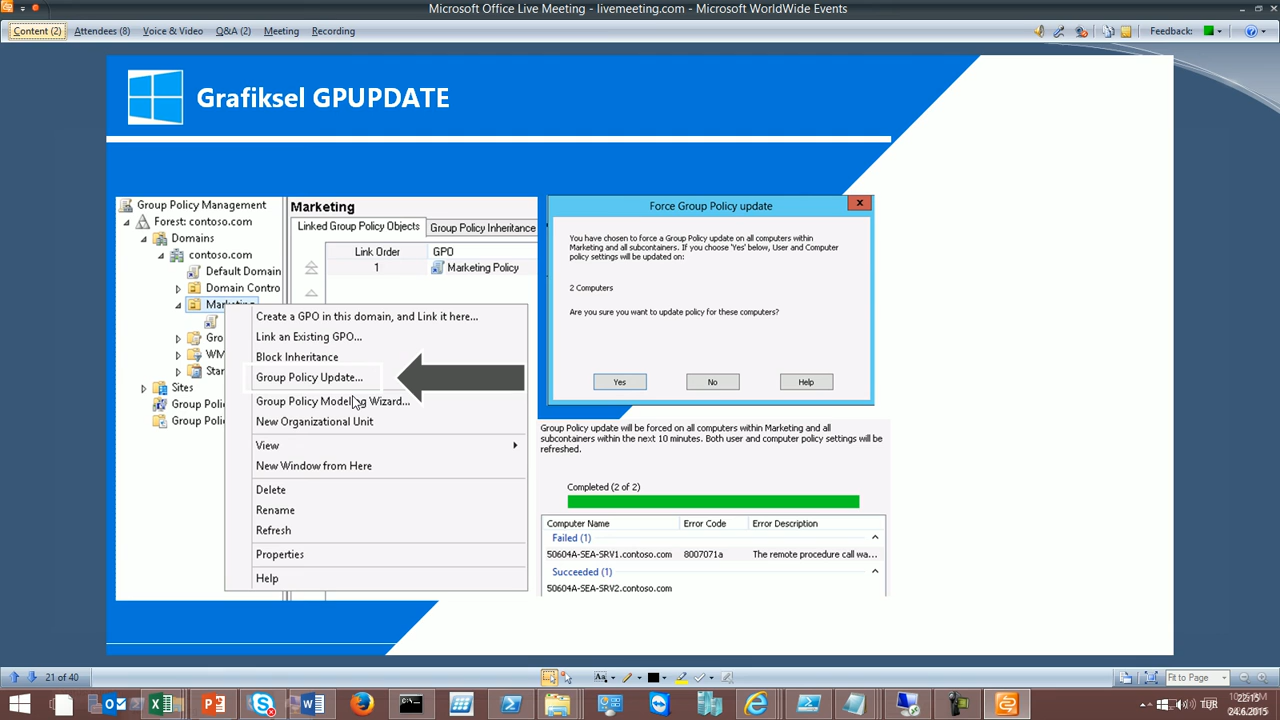 Microsoft Office Live Meeting - livemeeting.com - Microsoft WorldWide Events
Content (2) Attendees (8) Voice & Video Q&A (2) Meeting Recording
Feedback:
Grafiksel GPUPDATE
Group Policy Management
Forest: contoso.com
Domains
contoso.com
Default Domain
Domain Contro
Marketing
Gro
WM
Star
Sites
Group Polic
Group Polic
Marketing
Linked Group Policy Objects Group Policy Inheritance
Link Order GPO
1 Marketing Policy
Create a GPO in this domain, and Link it here...
Link an Existing GPO...
Block Inheritance
Group Policy Update...
Group Policy Modeling Wizard...
New Organizational Unit
View
New Window from Here
Delete
Rename
Refresh
Properties
Help
Force Group Policy update
You have chosen to force a Group Policy update on all computers within
Marketing and all subcontainers. If you choose 'Yes' below, User and Computer
policy settings will be updated on:
2 Computers
Are you sure you want to update policy for these computers?
Yes No Help
Group Policy update will be forced on all computers within Marketing and all
subcontainers within the next 10 minutes. Both user and computer policy settings will be
refreshed.
Completed (2 of 2)
Computer Name Error Code Error Description
Failed (1)
50604A-SEA-SRV1.contoso.com 8007071a The remote procedure call wa...
Succeeded (1)
50604A-SEA-SRV2.contoso.com
21 of 40
Aa
Fit to Page
TUR
24.6.2015